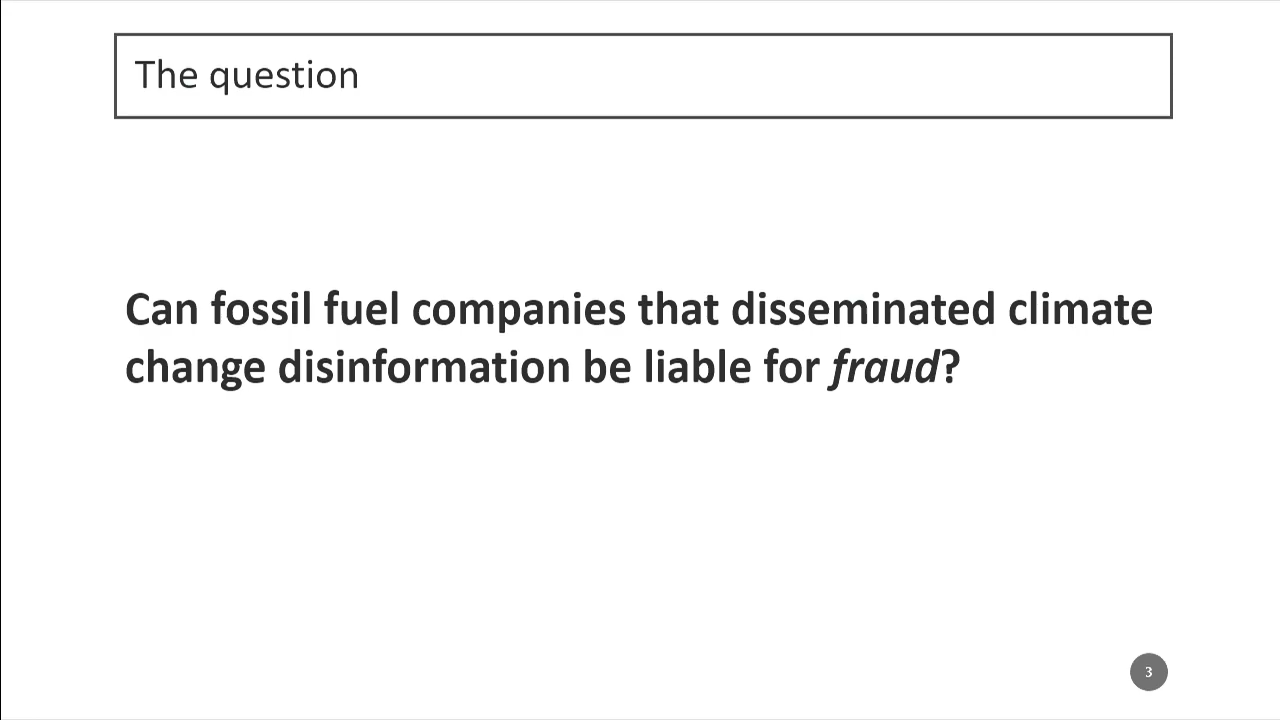 The question
Can fossil fuel companies that disseminated climate
change disinformation be liable for fraud?
3